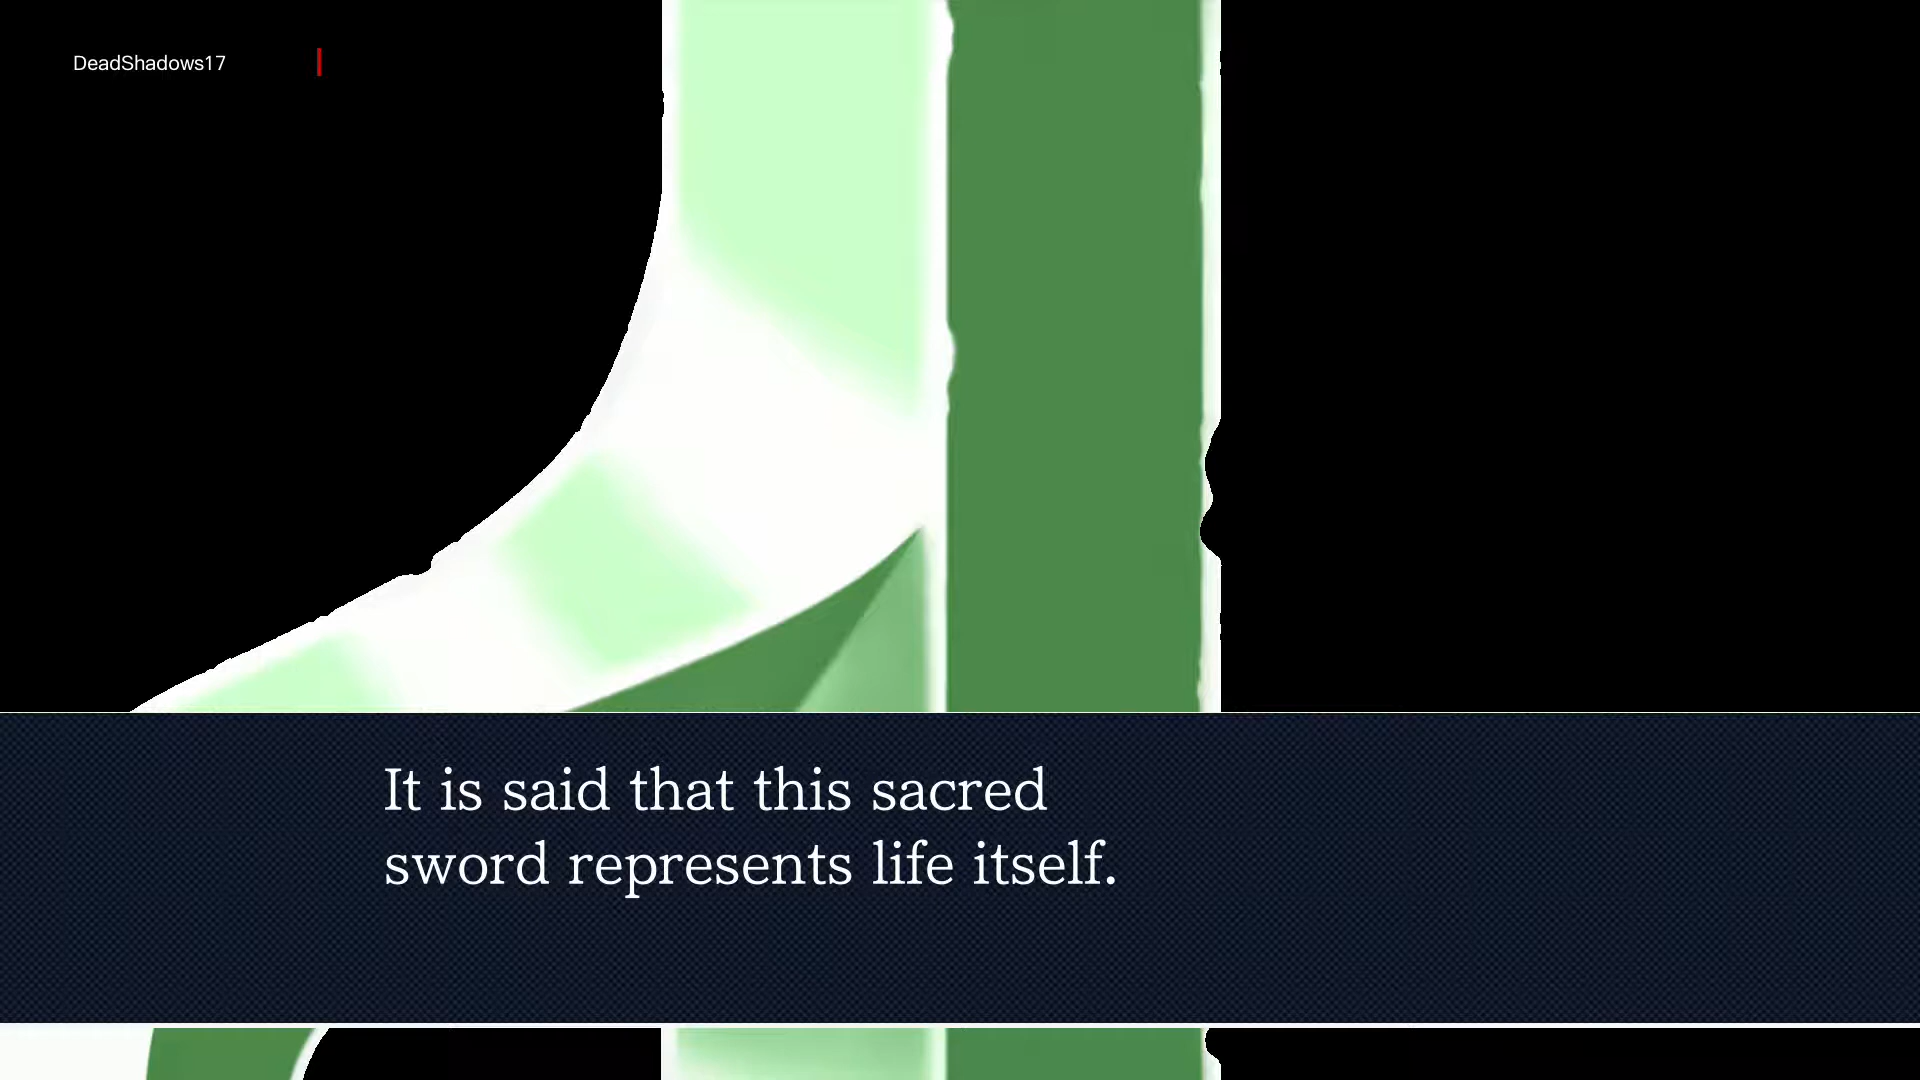 DeadShadows17
It is said that this sacred
sword represents life itself.